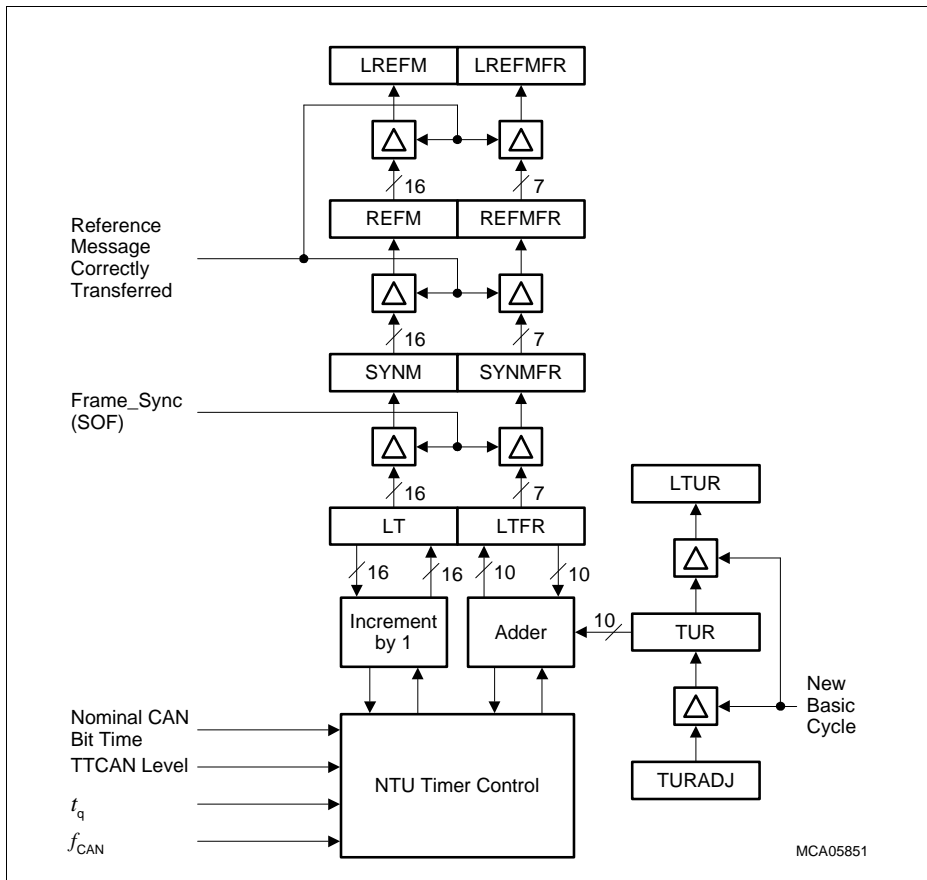 LREFM LREFMFR
16 7
REFM REFMFR
Reference
Message
Correctly
Transferred
16 7
SYNM SYNMFR
Frame_Sync
(SOF)
16 7
LTUR
LT LTFR
16 16 10 10
Increment
by 1
Adder
10
TUR
New
Basic
Cycle
Nominal CAN
Bit Time
TTCAN Level
tq
fCAN
NTU Timer Control
TURADJ
MCA05851